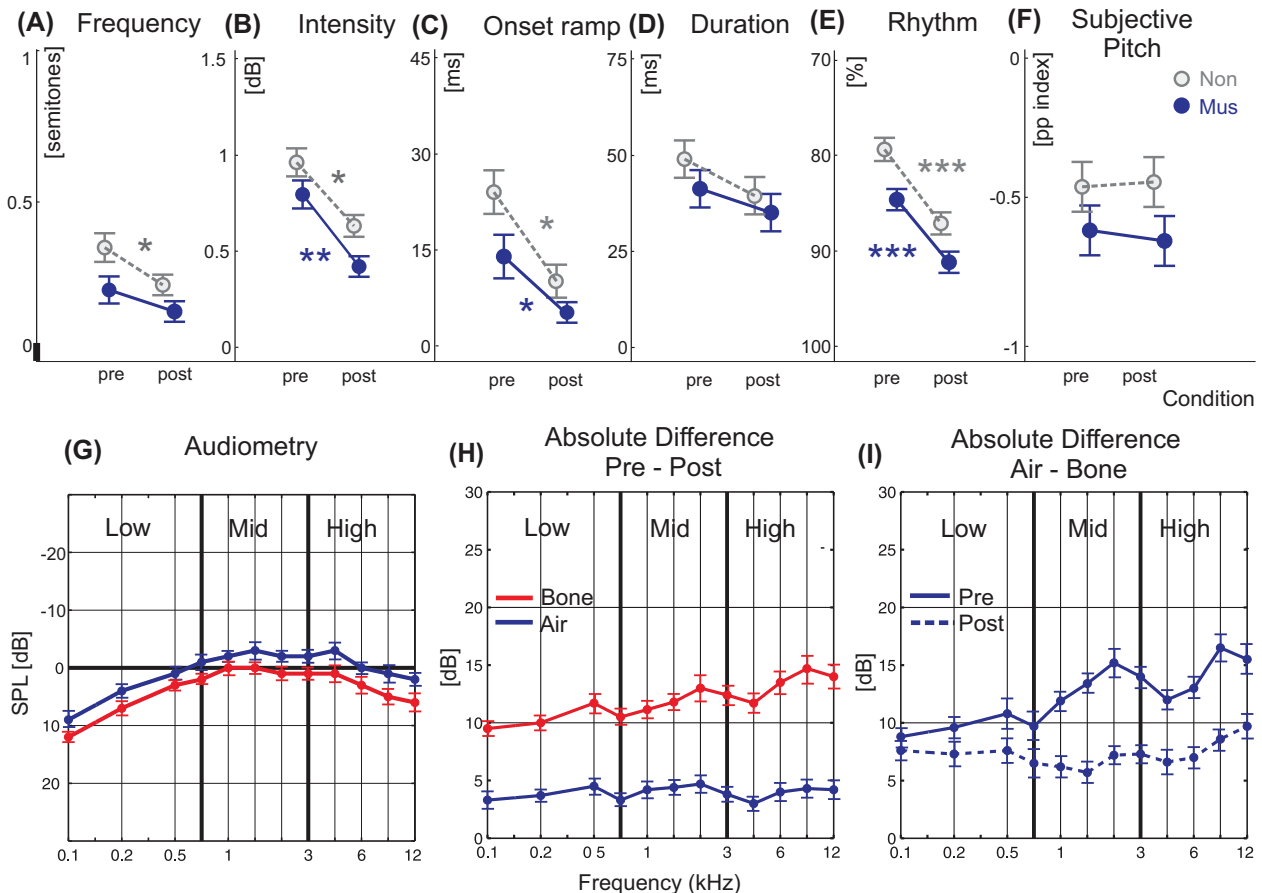 (A) Frequency
[semitones]
1
0.5
0
pre post
(B) Intensity
[dB]
1.5
1
0.5
0
*
**
pre post
(C) Onset ramp
[ms]
45
30
15
0
*
*
pre post
(D) Duration
[ms]
75
50
25
0
pre post
(E) Rhythm
[%]
70
80
90
100
***
***
pre post
(F) Subjective
Pitch
[pp index]
0
-0.5
-1
Non
Mus
pre post
Condition
*
(G) Audiometry
Low Mid High
SPL [dB]
-20
-10
0
10
20
0.1 0.2 0.5 1 3 6 12
(H) Absolute Difference
Pre - Post
Low Mid High
[dB]
30
25
20
15
10
5
0
Bone
Air
0.1 0.2 0 5 1 3 6 12
Frequency (kHz)
(I) Absolute Difference
Air - Bone
Low Mid High
[dB]
30
25
20
15
10
5
0
Pre
Post
0.1 0.2 0.5 1 3 6 12